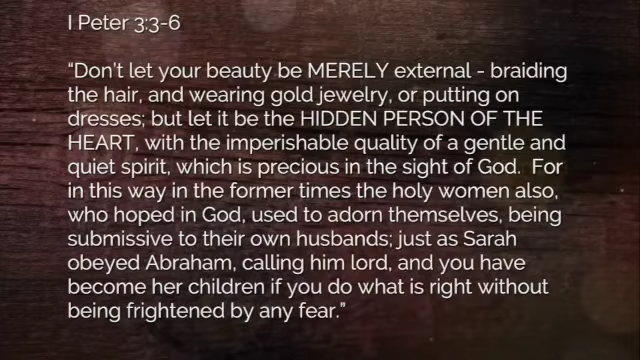 I Peter 3:3-6
“Don’t let your beauty be MERELY external - braiding
the hair, and wearing gold jewelry, or putting on
dresses; but let it be the HIDDEN PERSON OF THE
HEART, with the imperishable quality of a gentle and
quiet spirit, which is precious in the sight of God.  For
in this way in the former times the holy women also,
who hoped in God, used to adorn themselves, being
submissive to their own husbands; just as Sarah
obeyed Abraham, calling him lord, and you have
become her children if you do what is right without
being frightened by any fear.”